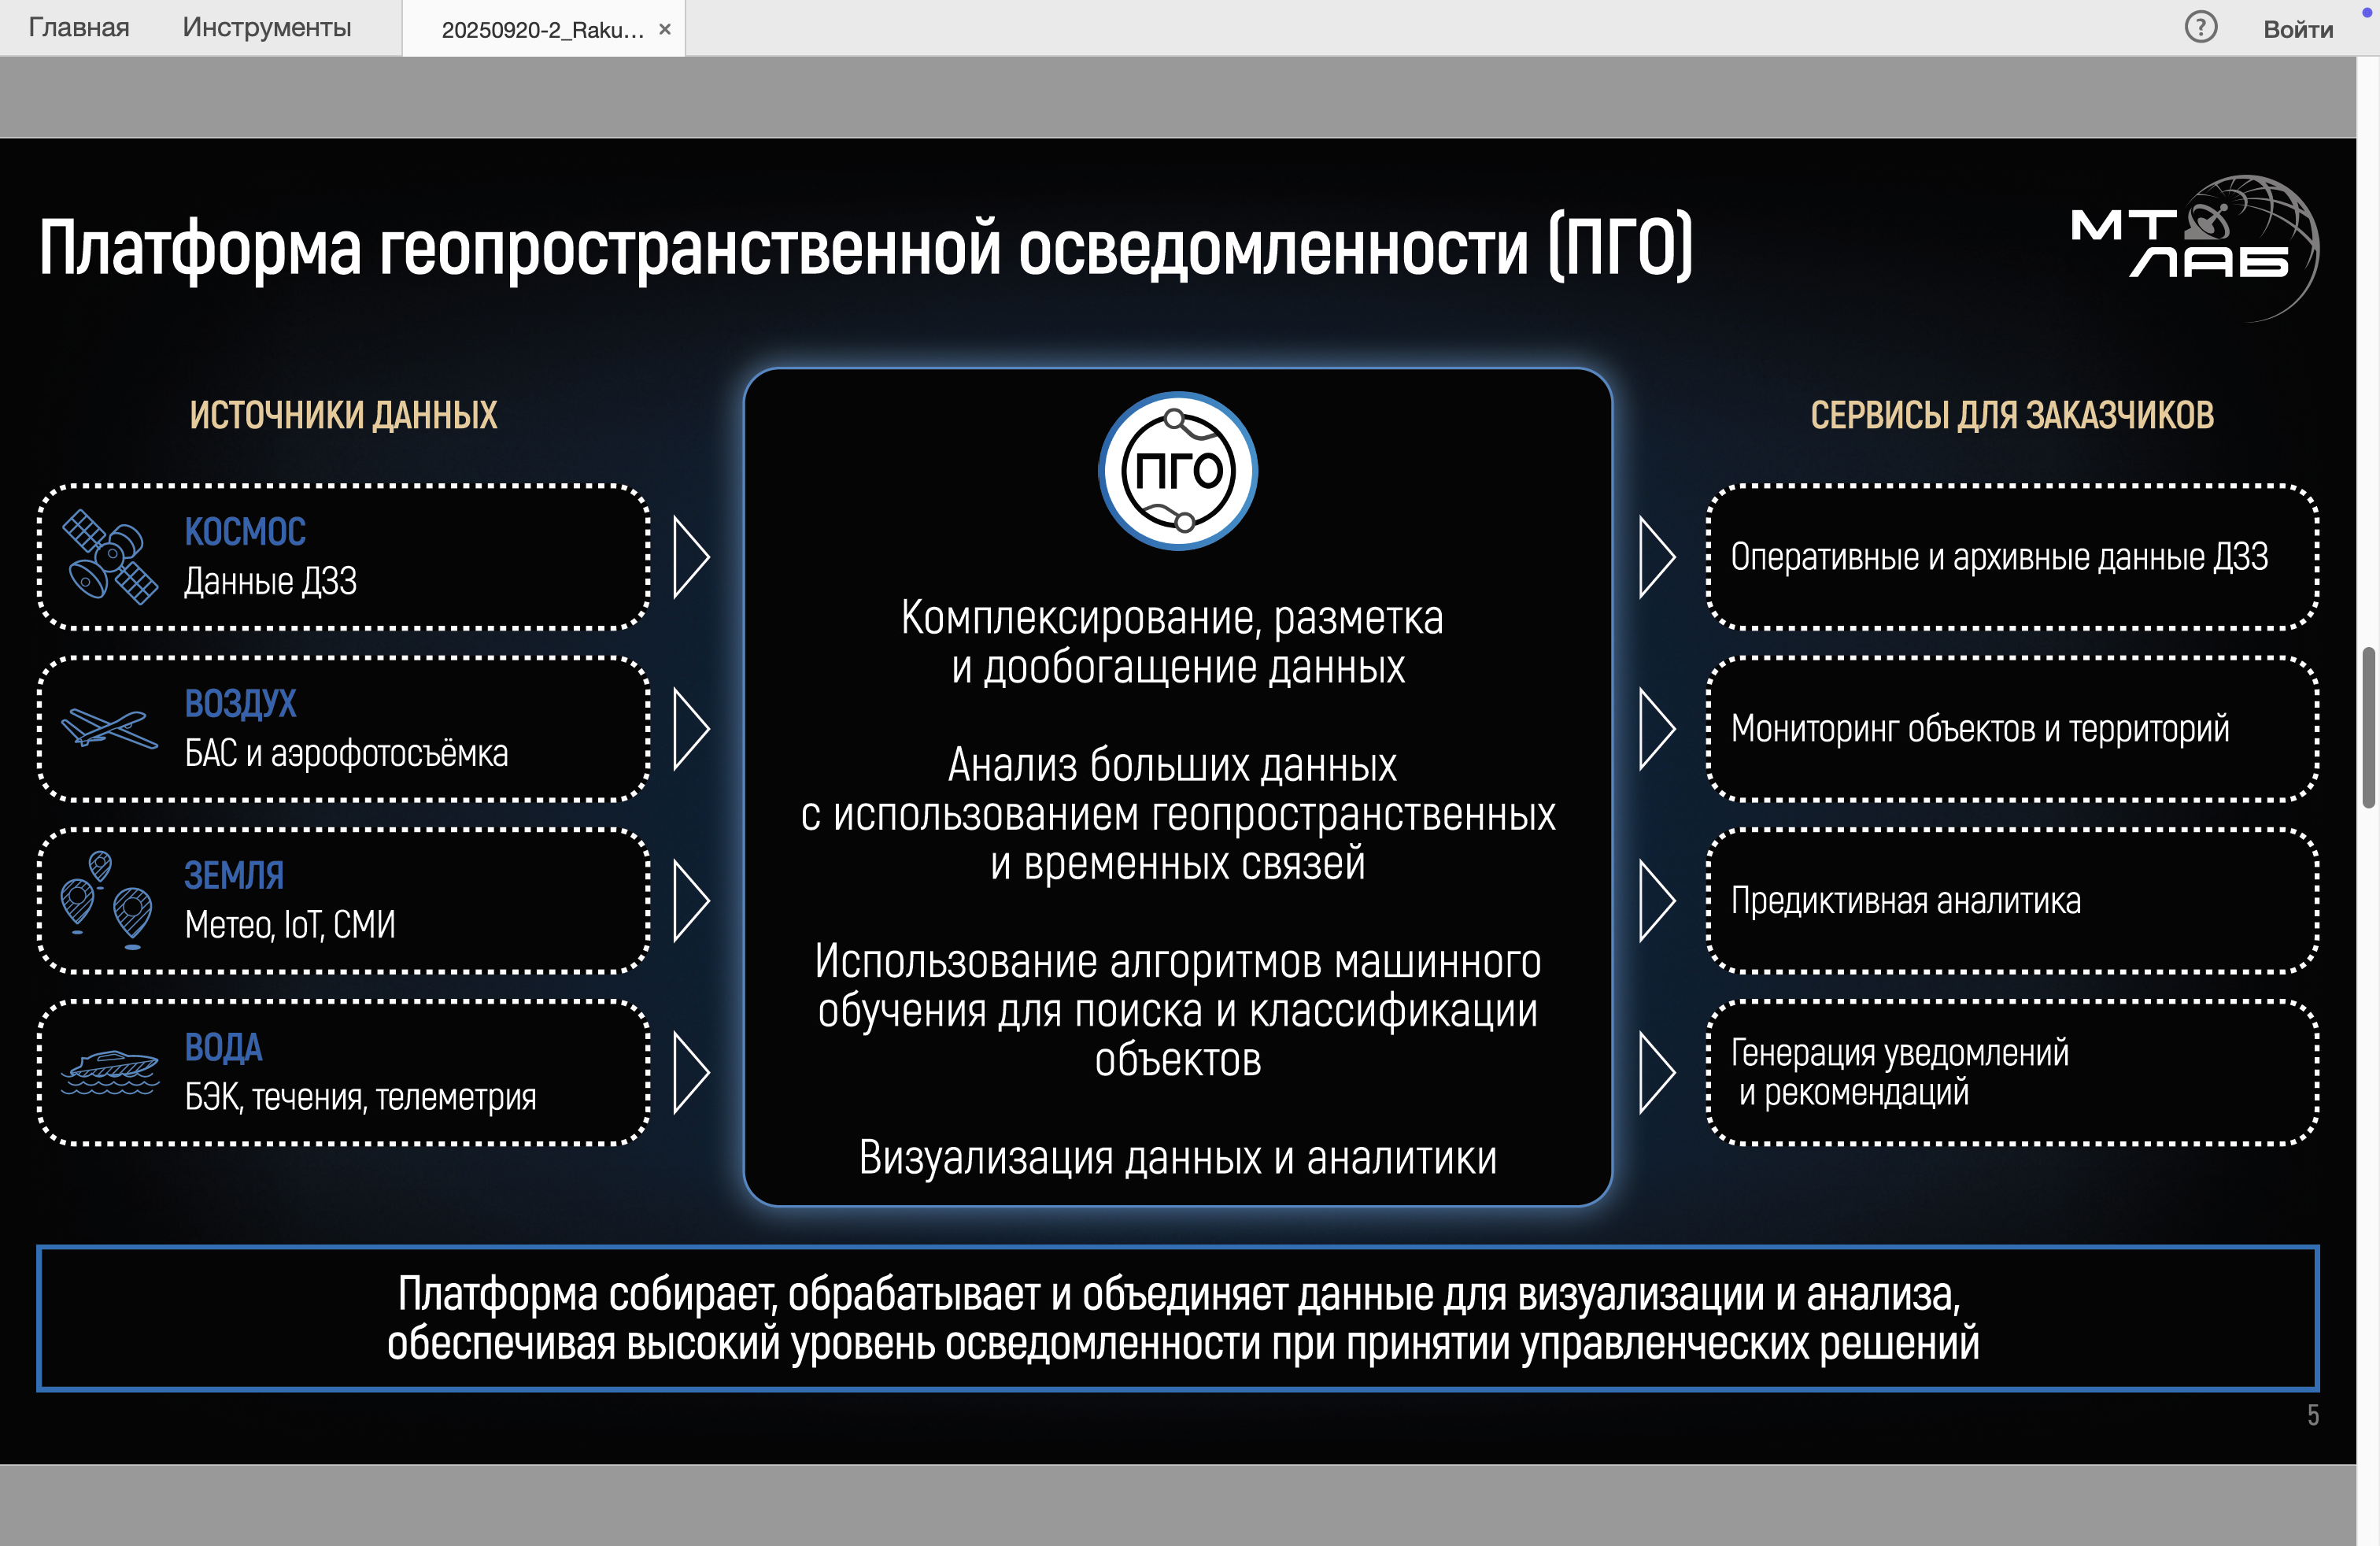 Главная
Инструменты
20250920-2_Raku...
×
?
Войти
Платформа геопространственной осведомленности (ПГО)
МТ
ЛАБ
ИСТОЧНИКИ ДАННЫХ
КОСМОС
Данные ДЗЗ
ВОЗДУХ
БАС и аэрофотосъёмка
ЗЕМЛЯ
Метео, IoT, СМИ
ВОДА
БЭК, течения, телеметрия
ПГО
Комплексирование, разметка
и дообогащение данных
Анализ больших данных
с использованием геопространственных
и временных связей
Использование алгоритмов машинного
обучения для поиска и классификации
объектов
Визуализация данных и аналитики
СЕРВИСЫ ДЛЯ ЗАКАЗЧИКОВ
Оперативные и архивные данные ДЗЗ
Мониторинг объектов и территорий
Предиктивная аналитика
Генерация уведомлений
и рекомендаций
Платформа собирает, обрабатывает и объединяет данные для визуализации и анализа,
обеспечивая высокий уровень осведомленности при принятии управленческих решений
5